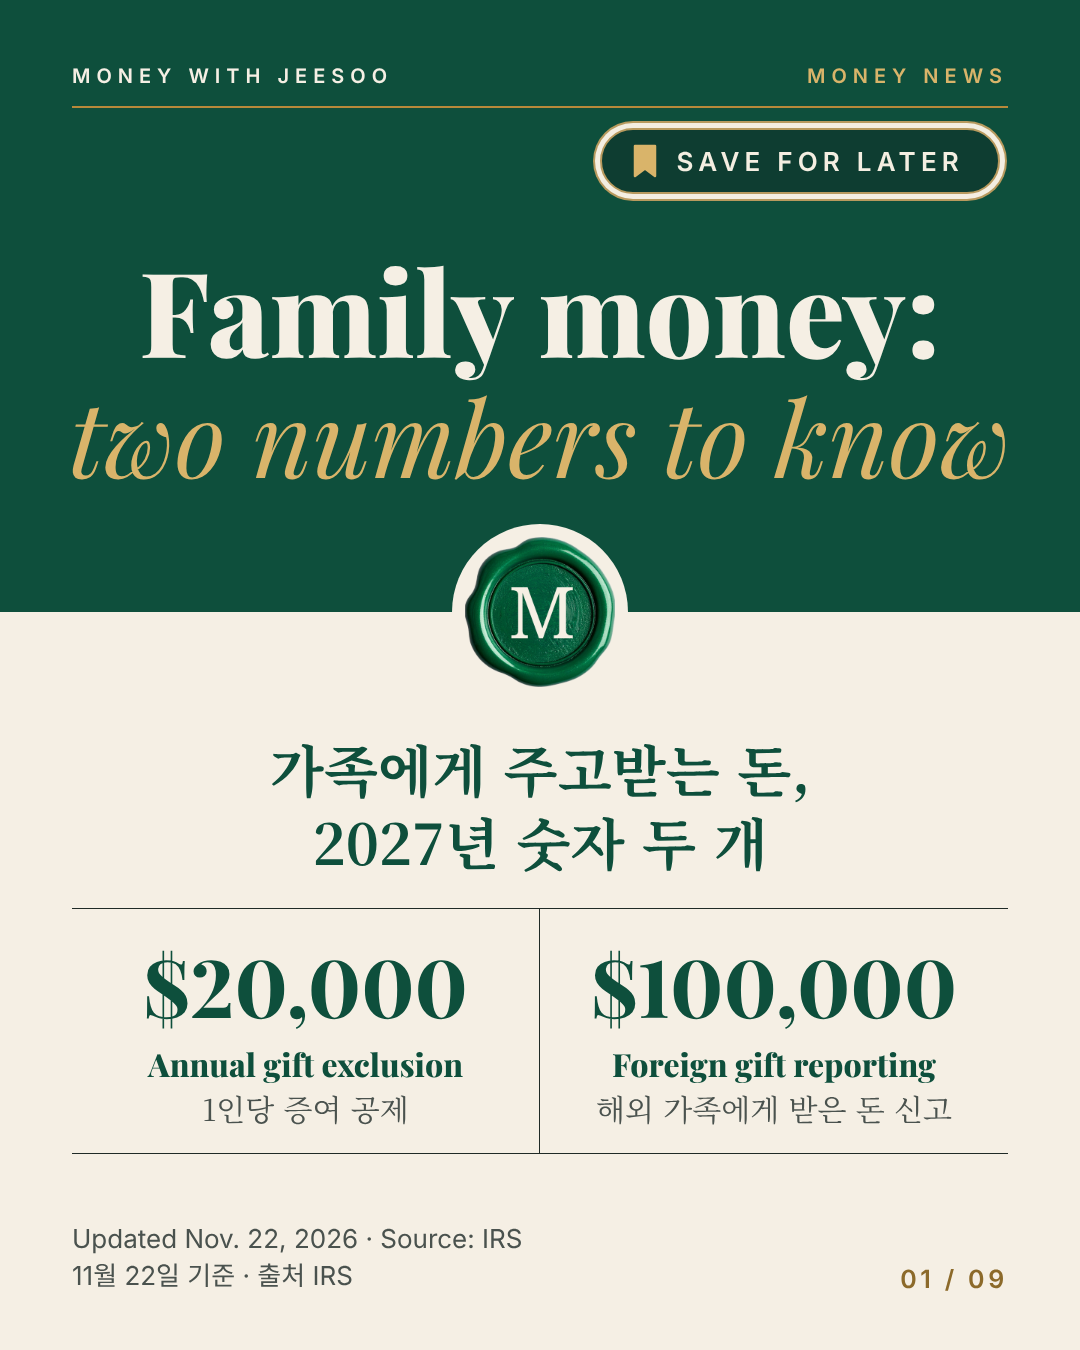 MONEY WITH JEESOO
MONEY NEWS
SAVE FOR LATER
Family money:
two numbers to know
M
가족에게 주고받는 돈,
2027년 숫자 두 개
$20,000
Annual gift exclusion
1인당 증여 공제
$100,000
Foreign gift reporting
해외 가족에게 받은 돈 신고
Updated Nov. 22, 2026 · Source: IRS
11월 22일 기준 · 출처 IRS
01 / 09